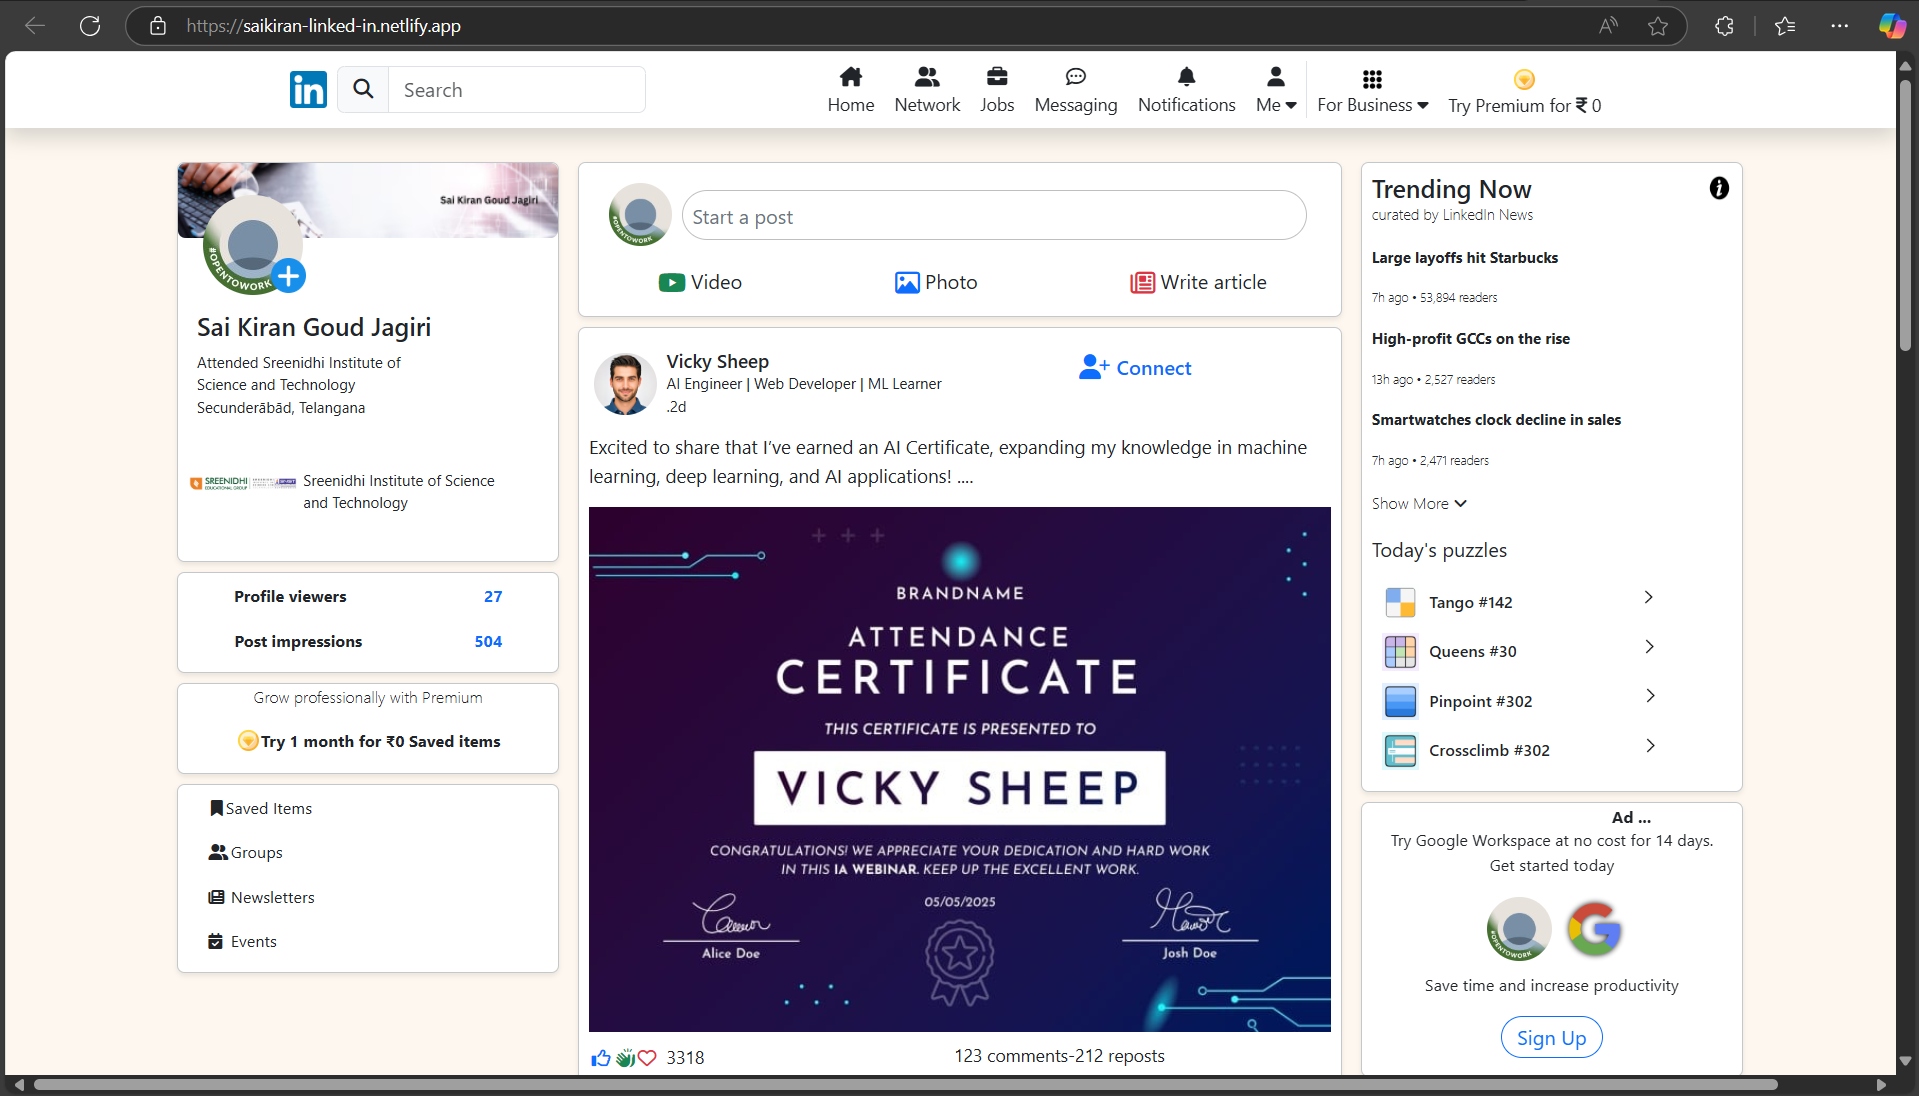 https://saikiran-linked-in.netlify.app
in
Search
Home
Network
Jobs
Messaging
Notifications
Me
For Business
Try Premium for ₹ 0
Sai Kiran Goud Jagiri
#OPENTOWORK
Sai Kiran Goud Jagiri
Attended Sreenidhi Institute of
Science and Technology
Secunderābād, Telangana
SREENIDHI
EDUCATIONAL GROUP
Sreenidhi Institute of Science
and Technology
Profile viewers 27
Post impressions 504
Grow professionally with Premium
Try 1 month for ₹0 Saved items
Saved Items
Groups
Newsletters
Events
#OPENTOWORK
Start a post
Video
Photo
Write article
Vicky Sheep
AI Engineer | Web Developer | ML Learner
.2d
Connect
Excited to share that I’ve earned an AI Certificate, expanding my knowledge in machine
learning, deep learning, and AI applications! ....
BRANDNAME
ATTENDANCE
CERTIFICATE
THIS CERTIFICATE IS PRESENTED TO
VICKY SHEEP
CONGRATULATIONS! WE APPRECIATE YOUR DEDICATION AND HARD WORK
IN THIS IA WEBINAR. KEEP UP THE EXCELLENT WORK.
05/05/2025
Alice Doe
Josh Doe
3318
123 comments-212 reposts
Trending Now
curated by LinkedIn News
Large layoffs hit Starbucks
7h ago • 53,894 readers
High-profit GCCs on the rise
13h ago • 2,527 readers
Smartwatches clock decline in sales
7h ago • 2,471 readers
Show More
Today's puzzles
Tango #142
Queens #30
Pinpoint #302
Crossclimb #302
Ad ...
Try Google Workspace at no cost for 14 days.
Get started today
#OPENTOWORK
Save time and increase productivity
Sign Up